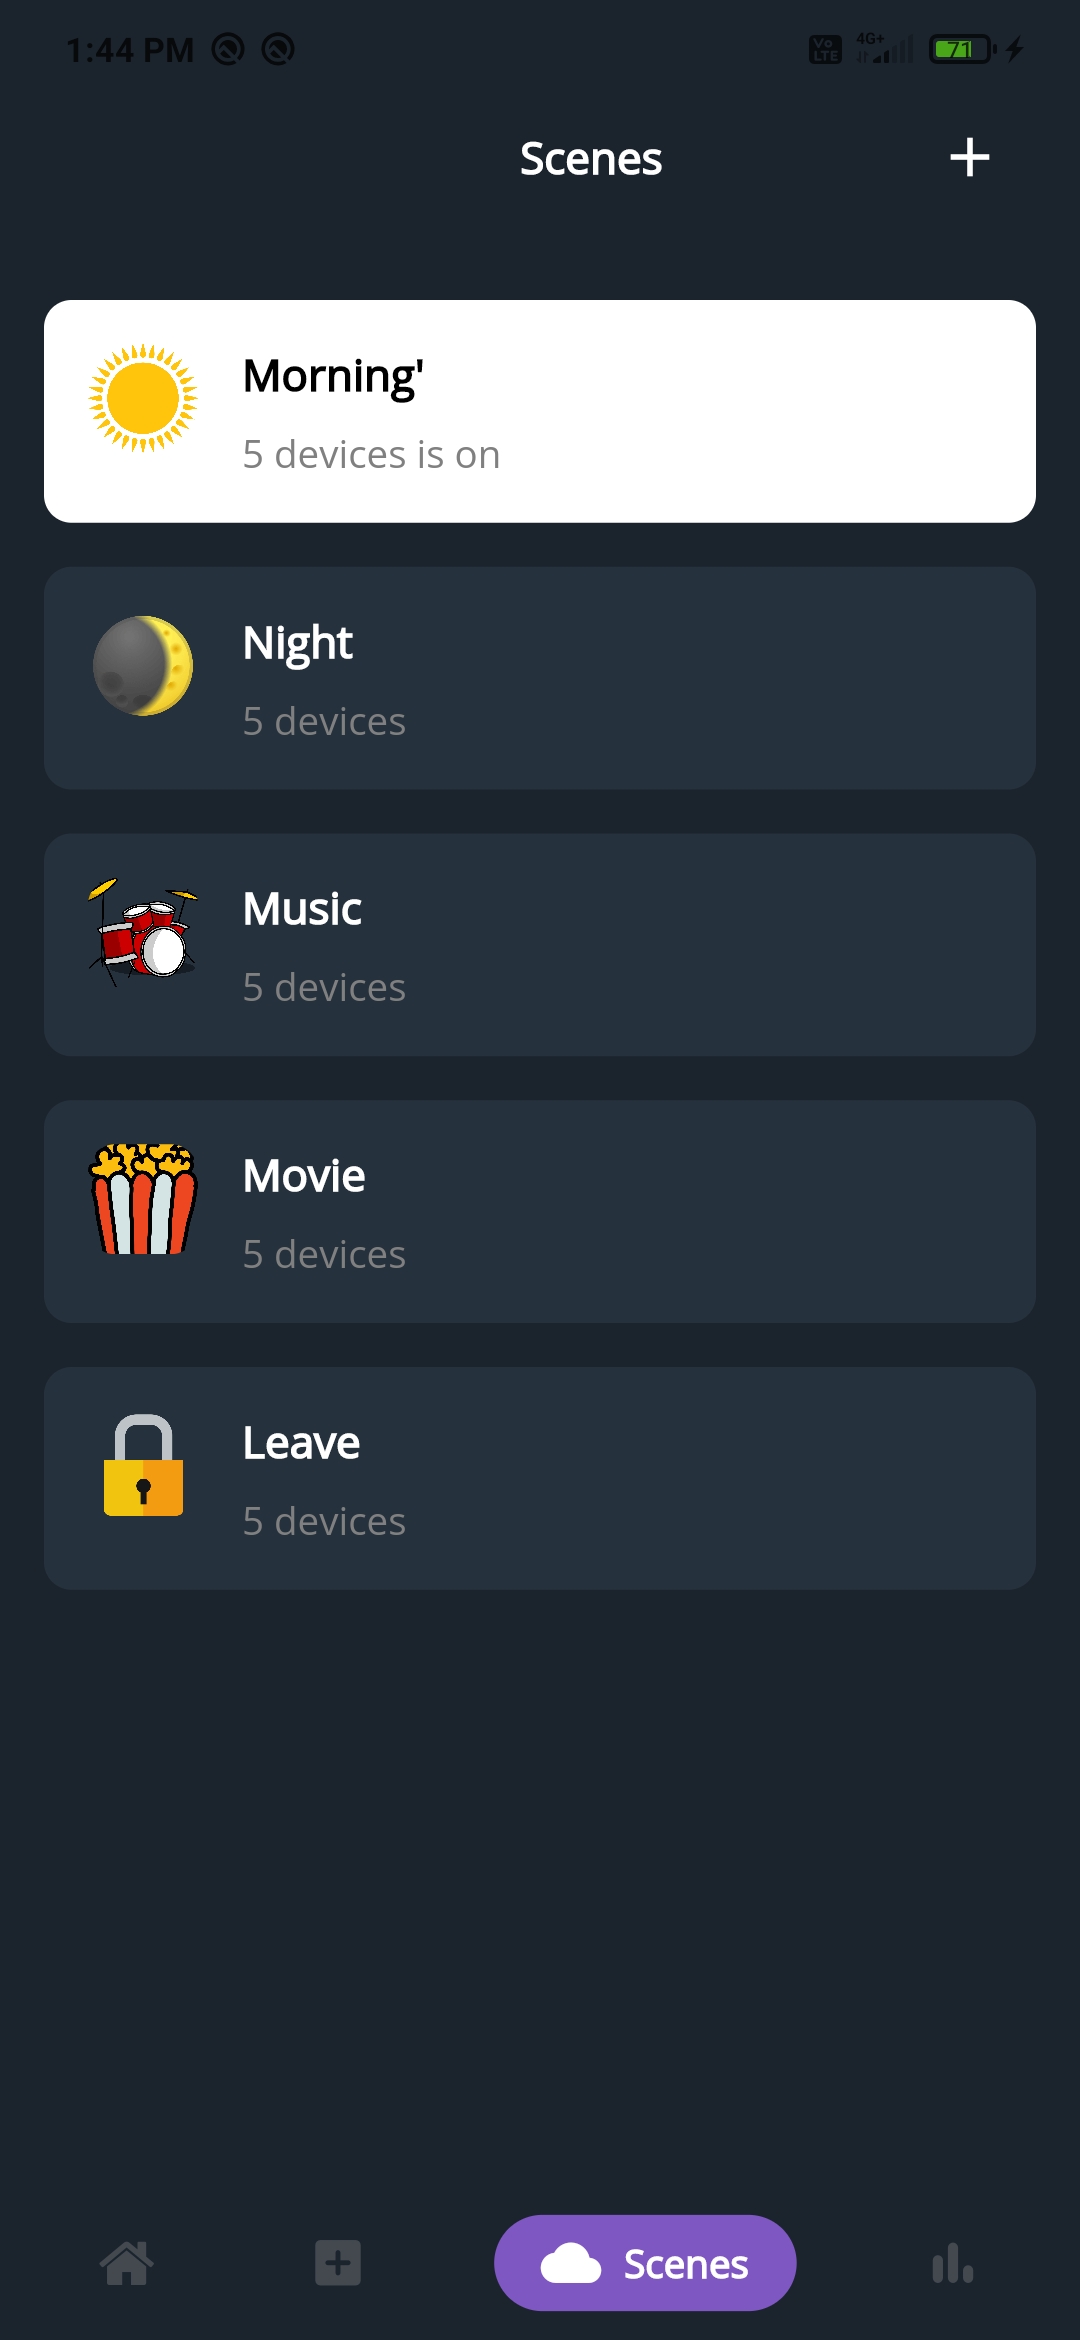 1:44 PM
Vo LTE 4G+ 71
Scenes
Morning'
5 devices is on
Night
5 devices
Music
5 devices
Movie
5 devices
Leave
5 devices
Scenes